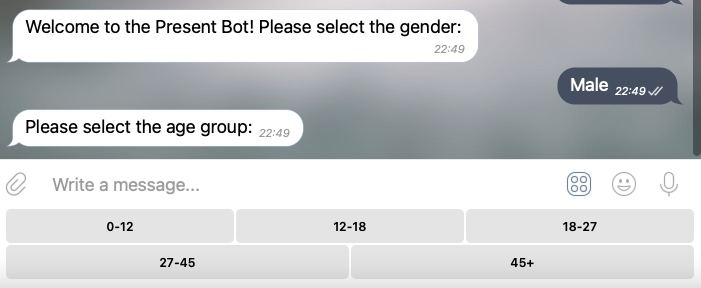 Welcome to the Present Bot! Please select the gender:
22:49
Male 22:49
Please select the age group: 22:49
Write a message...
0-12 12-18 18-27
27-45 45+